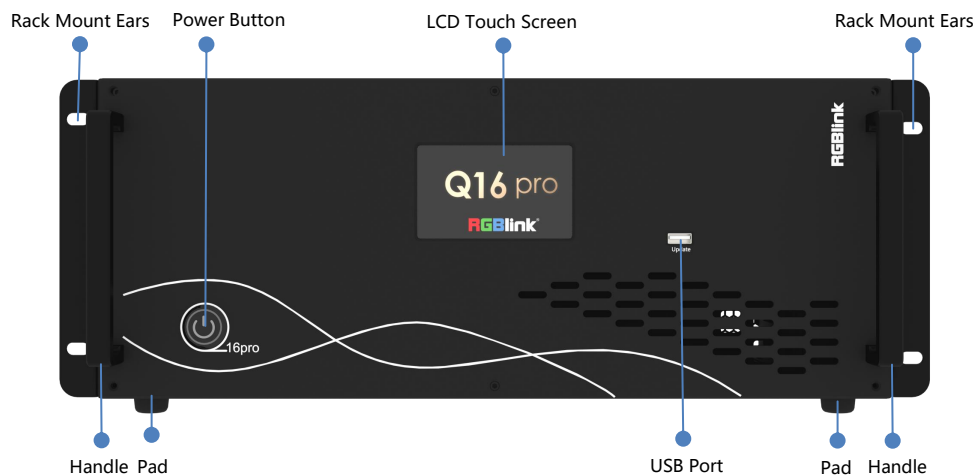 Rack Mount Ears
Power Button
LCD Touch Screen
Rack Mount Ears
RGBlink
Q16 pro
RGBlink®
Update
16pro
Handle
Pad
USB Port
Pad
Handle